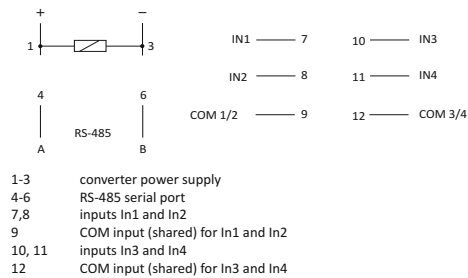 + −
1 3
IN1 7 10 IN3
IN2 8 11 IN4
COM 1/2 9 12 COM 3/4
4 6
RS-485
A B
1-3 converter power supply
4-6 RS-485 serial port
7,8 inputs In1 and In2
9 COM input (shared) for In1 and In2
10, 11 inputs In3 and In4
12 COM input (shared) for In3 and In4